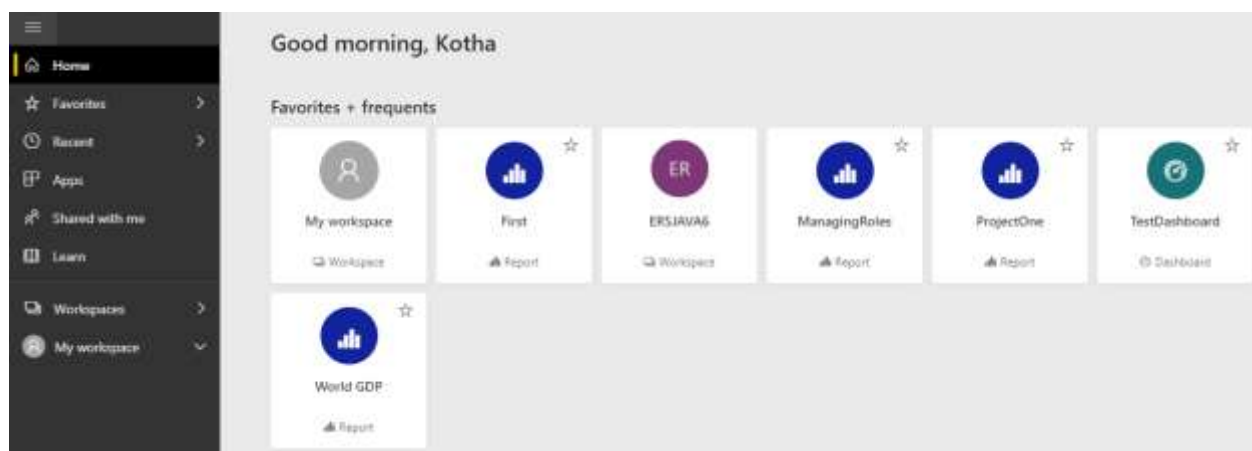 Good morning, Kotha
Home
Favorites
Recent
Apps
Shared with me
Learn
Workspaces
My workspace
Favorites + frequents
My workspace
Workspace
First
Report
ER
ERSJAVA6
Workspace
ManagingRoles
Report
ProjectOne
Report
TestDashboard
Dashboard
World GDP
Report